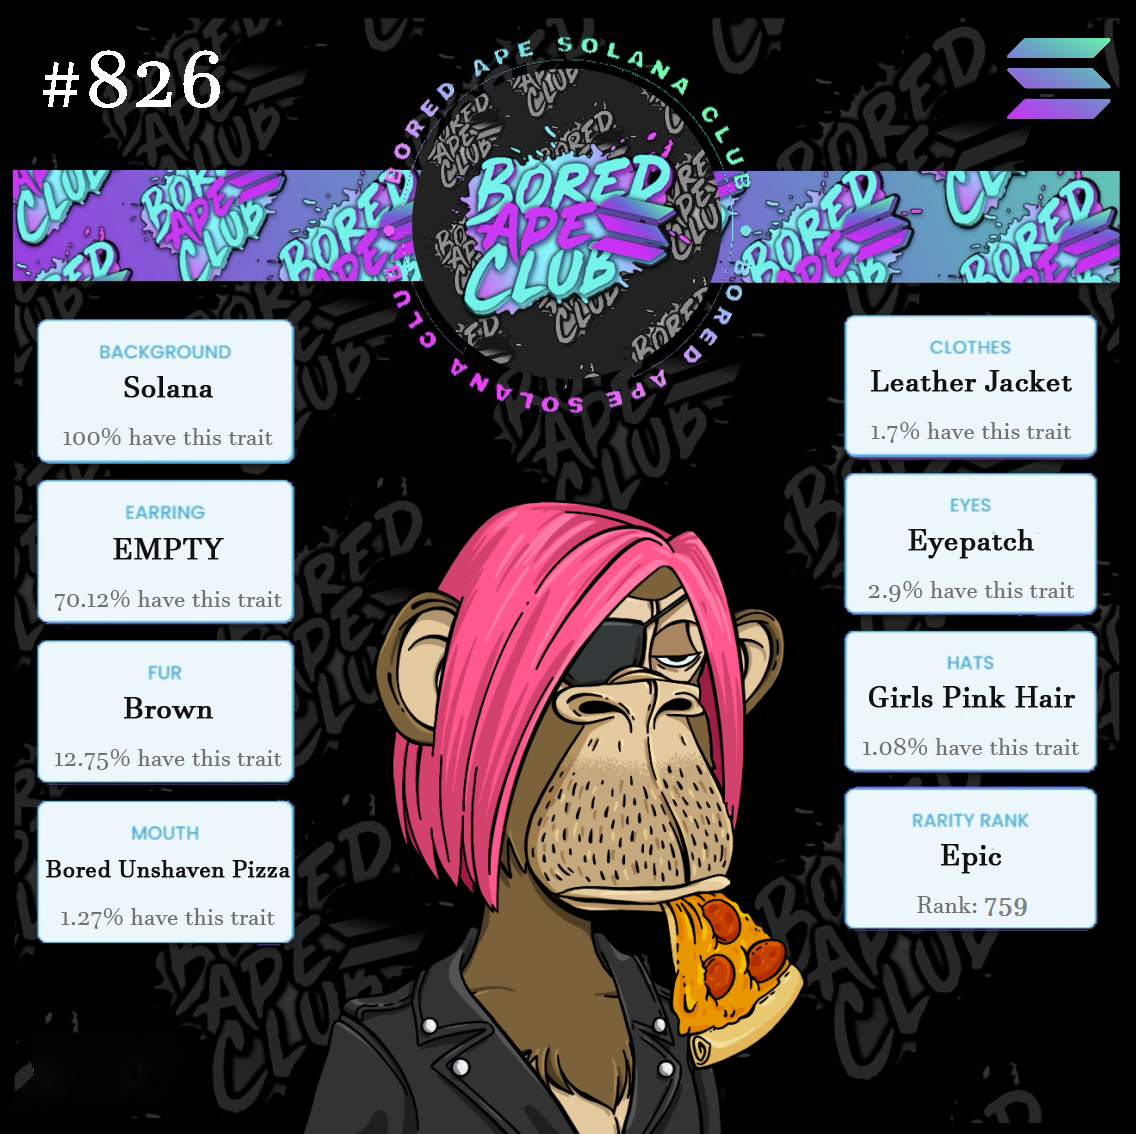 #826
BORED APE SOLANA CLUB
BORED APE SOLANA CLUB
BORED
APE
CLUB
BACKGROUND
Solana
100% have this trait
EARRING
EMPTY
70.12% have this trait
FUR
Brown
12.75% have this trait
MOUTH
Bored Unshaven Pizza
1.27% have this trait
CLOTHES
Leather Jacket
1.7% have this trait
EYES
Eyepatch
2.9% have this trait
HATS
Girls Pink Hair
1.08% have this trait
RARITY RANK
Epic
Rank: 759